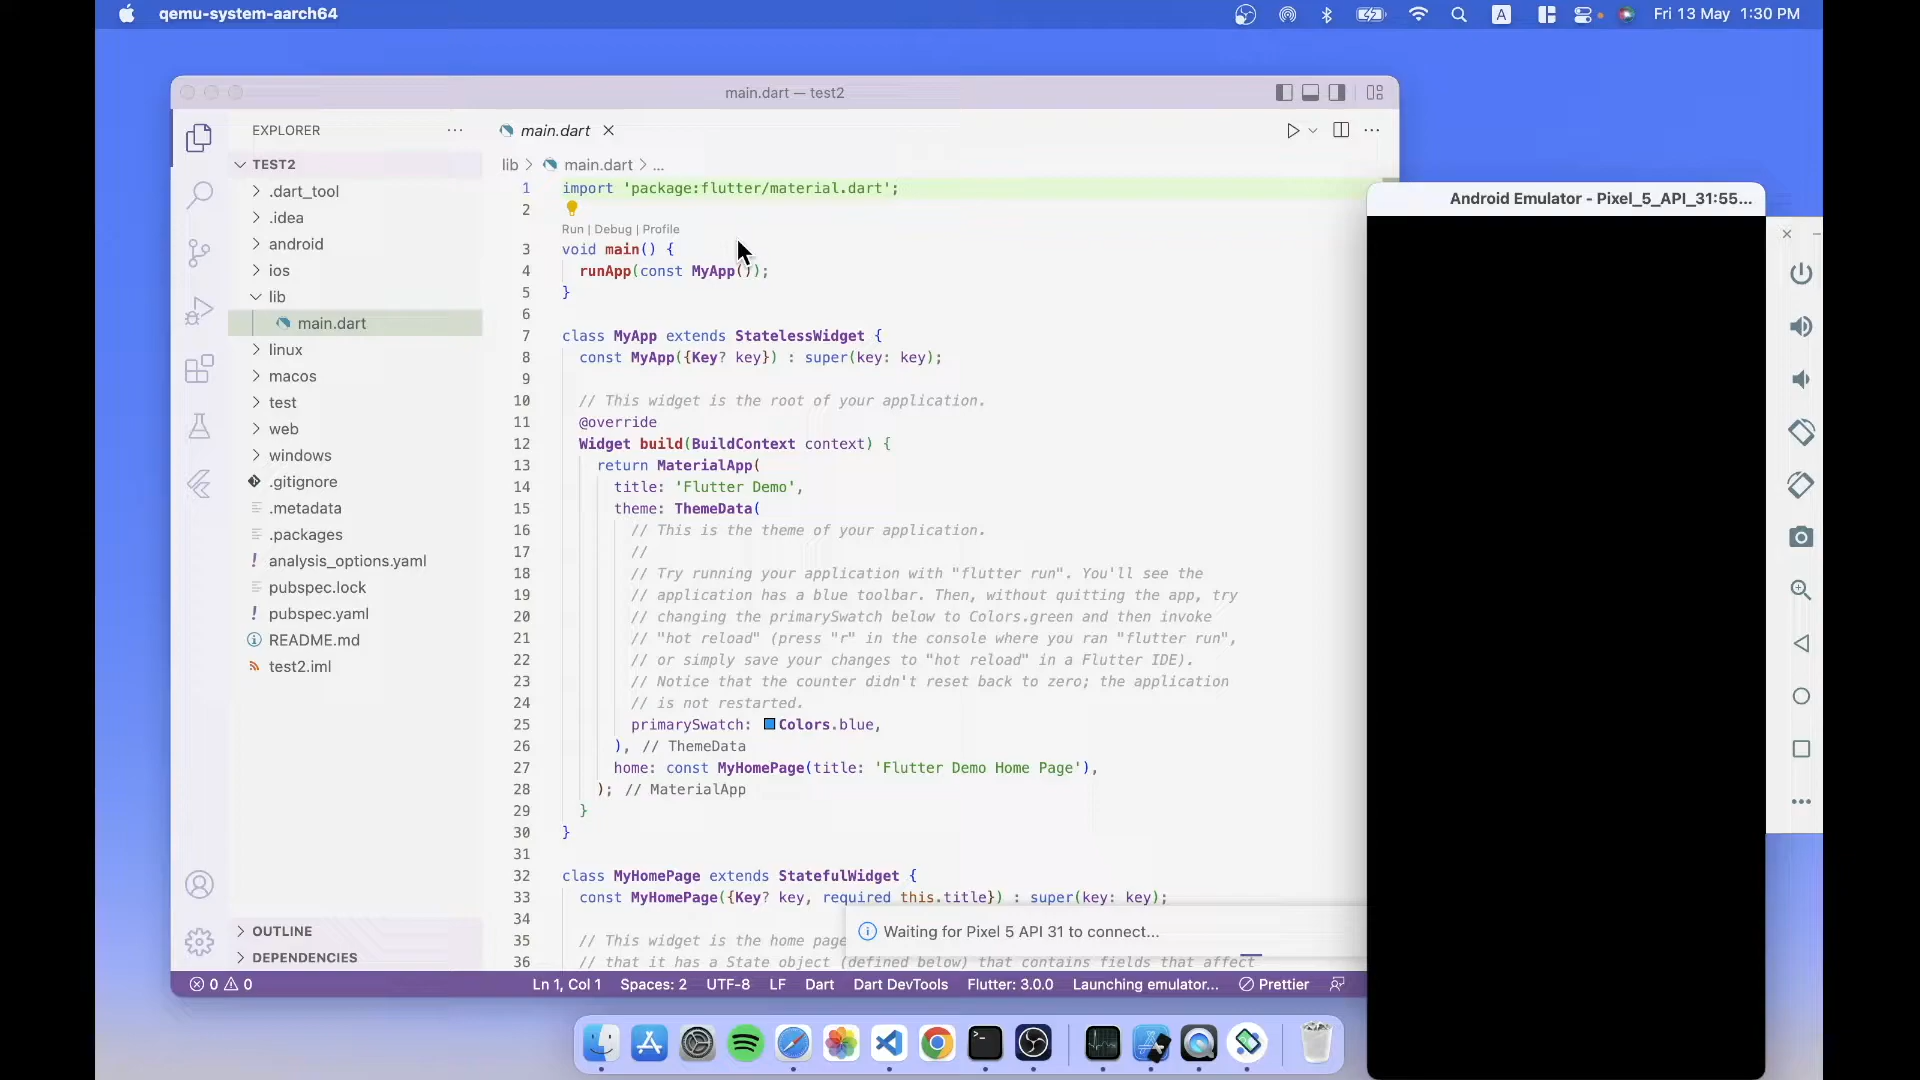 qemu-system-aarch64
A
Fri 13 May 1:30 PM
main.dart — test2
EXPLORER
main.dart
TEST2
lib > main.dart > ...
.dart_tool
.idea
android
ios
lib
main.dart
linux
macos
test
web
windows
.gitignore
.metadata
.packages
analysis_options.yaml
pubspec.lock
pubspec.yaml
README.md
test2.iml
OUTLINE
DEPENDENCIES
1 import 'package:flutter/material.dart';
2
Run | Debug | Profile
3 void main() {
4 runApp(const MyApp());
5 }
6
7 class MyApp extends StatelessWidget {
8 const MyApp({Key? key}) : super(key: key);
9
10 // This widget is the root of your application.
11 @override
12 Widget build(BuildContext context) {
13 return MaterialApp(
14 title: 'Flutter Demo',
15 theme: ThemeData(
16 // This is the theme of your application.
17 //
18 // Try running your application with "flutter run". You'll see the
19 // application has a blue toolbar. Then, without quitting the app, try
20 // changing the primarySwatch below to Colors.green and then invoke
21 // "hot reload" (press "r" in the console where you ran "flutter run",
22 // or simply save your changes to "hot reload" in a Flutter IDE).
23 // Notice that the counter didn't reset back to zero; the application
24 // is not restarted.
25 primarySwatch: Colors.blue,
26 ), // ThemeData
27 home: const MyHomePage(title: 'Flutter Demo Home Page'),
28 ); // MaterialApp
29 }
30 }
31
32 class MyHomePage extends StatefulWidget {
33 const MyHomePage({Key? key, required this.title}) : super(key: key);
34
35 // This widget is the home page
36 // that it has a State object (defined below) that contains fields that affect
Waiting for Pixel 5 API 31 to connect...
0 0
Ln 1, Col 1 Spaces: 2 UTF-8 LF Dart Dart DevTools Flutter: 3.0.0 Launching emulator... Prettier
Android Emulator - Pixel_5_API_31:55...